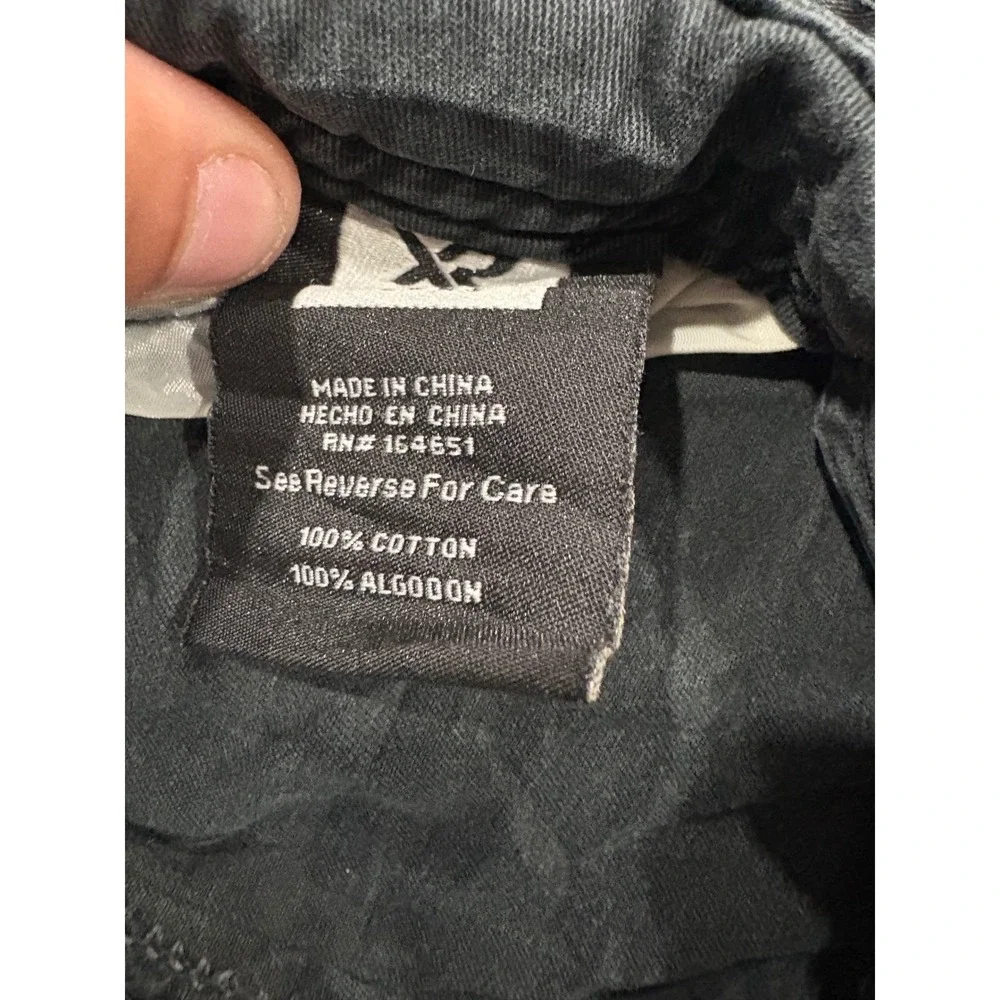 MADE IN CHINA
HECHO EN CHINA
RN# 164651
See Reverse For Care
100% COTTON
100% ALGODON